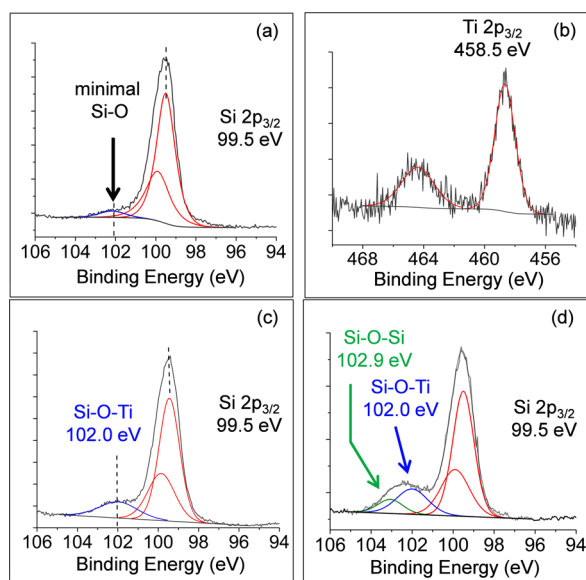 (a)
minimal
Si-O
Si 2p3/2
99.5 eV
106 104 102 100 98 96 94
Binding Energy (eV)
(b)
Ti 2p3/2
458.5 eV
468 464 460 456
Binding Energy (eV)
(c)
Si-O-Ti
102.0 eV
Si 2p3/2
99.5 eV
106 104 102 100 98 96 94
Binding Energy (eV)
(d)
Si-O-Si
102.9 eV
Si-O-Ti
102.0 eV
Si 2p3/2
99.5 eV
106 104 102 100 98 96 94
Binding Energy (eV)